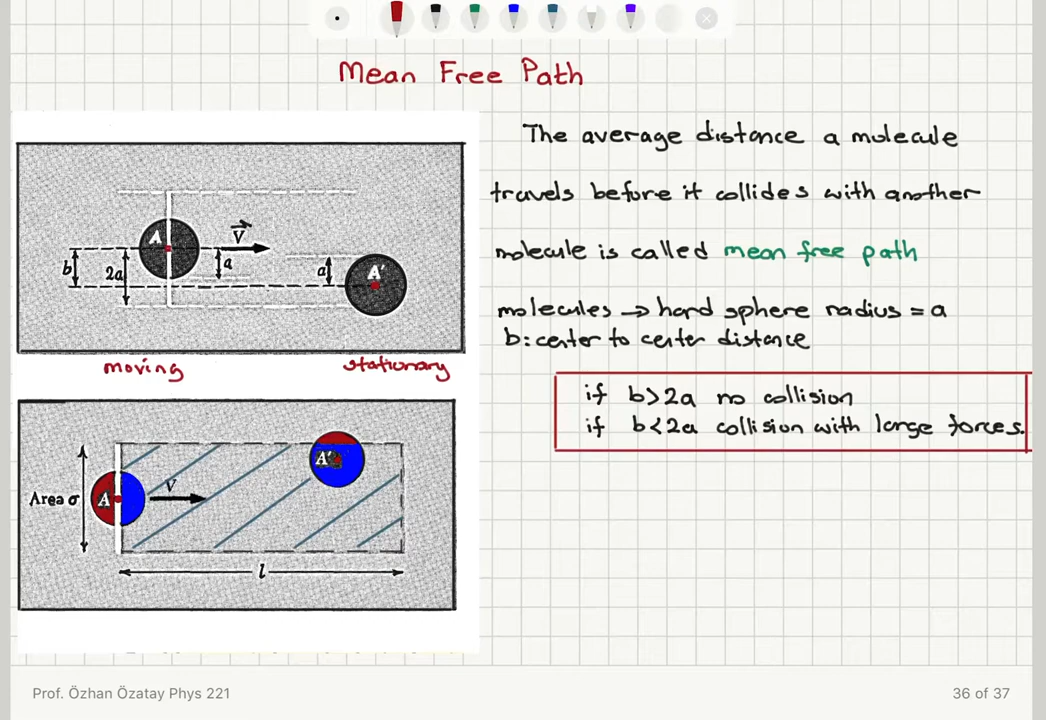 Mean Free Path
The average distance a molecule
travels before it collides with another
molecule is called mean free path
molecules → hard sphere radius = a
b: center to center distance
if b>2a no collision
if b<2a collision with large forces.
A
V
b
2a
a
a
A'
moving
stationary
Area σ
A
V
A'
l
Prof. Özhan Özatay Phys 221
36 of 37